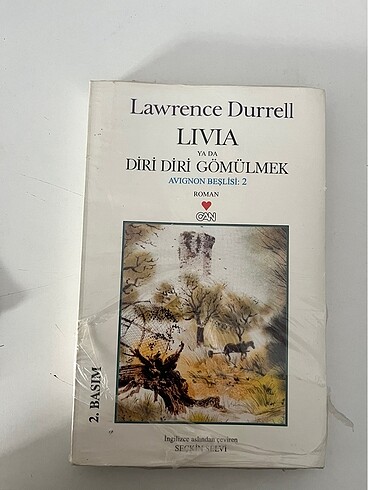 Lawrence Durrell
LIVIA
YA DA
DİRİ DİRİ GÖMÜLMEK
AVIGNON BEŞLİSİ: 2
ROMAN
CAN
2. BASIM
İngilizce aslından çeviren
SEÇKİN SELVİ